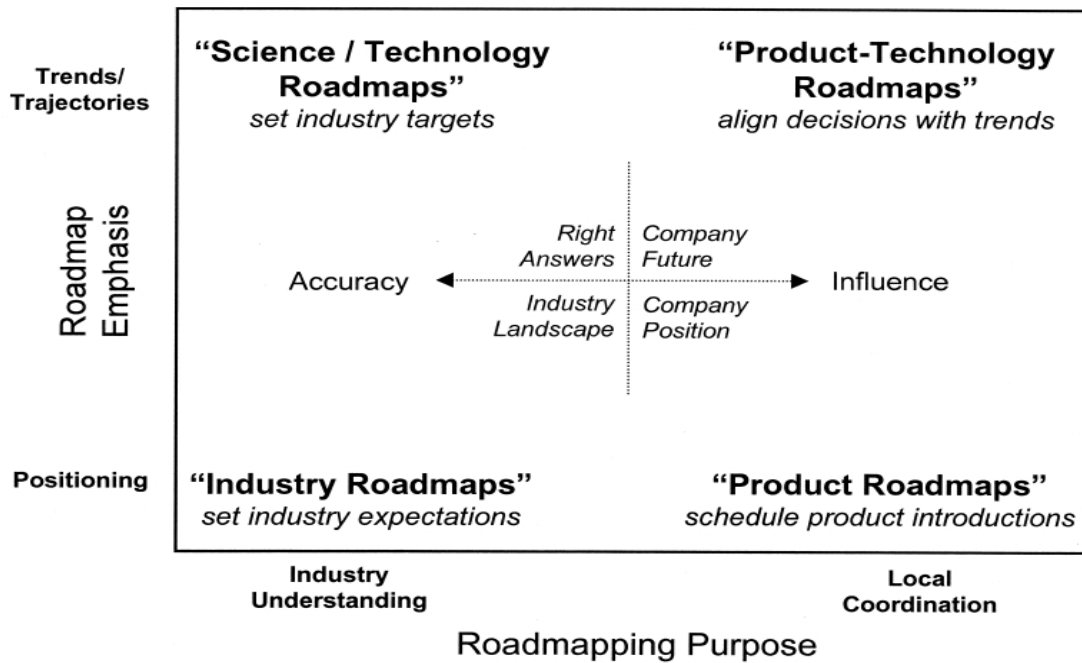 “Science / Technology
Roadmaps”
set industry targets
“Product-Technology
Roadmaps”
align decisions with trends
Trends/
Trajectories
Roadmap
Emphasis
Right
Answers
Company
Future
Accuracy
Influence
Industry
Landscape
Company
Position
Positioning
“Industry Roadmaps”
set industry expectations
“Product Roadmaps”
schedule product introductions
Industry
Understanding
Local
Coordination
Roadmapping Purpose